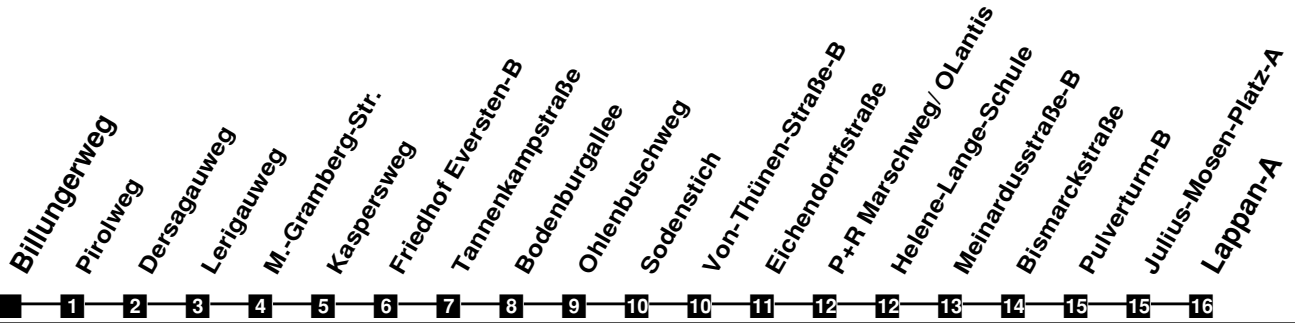 Billungerweg
Pirolweg
Dersagauweg
Lerigauweg
M.-Gramberg-Str.
Kaspersweg
Friedhof Eversten-B
Tannenkampstraße
Bodenburgallee
Ohlenbuschweg
Sodenstich
Von-Thünen-Straße-B
Eichendorffstraße
P+R Marschweg/ OLantis
Helene-Lange-Schule
Meinardusstraße-B
Bismarckstraße
Pulverturm-B
Julius-Mosen-Platz-A
Lappan-A
1 2 3 4 5 6 7 8 9 10 10 11 12 12 13 14 15 15 16